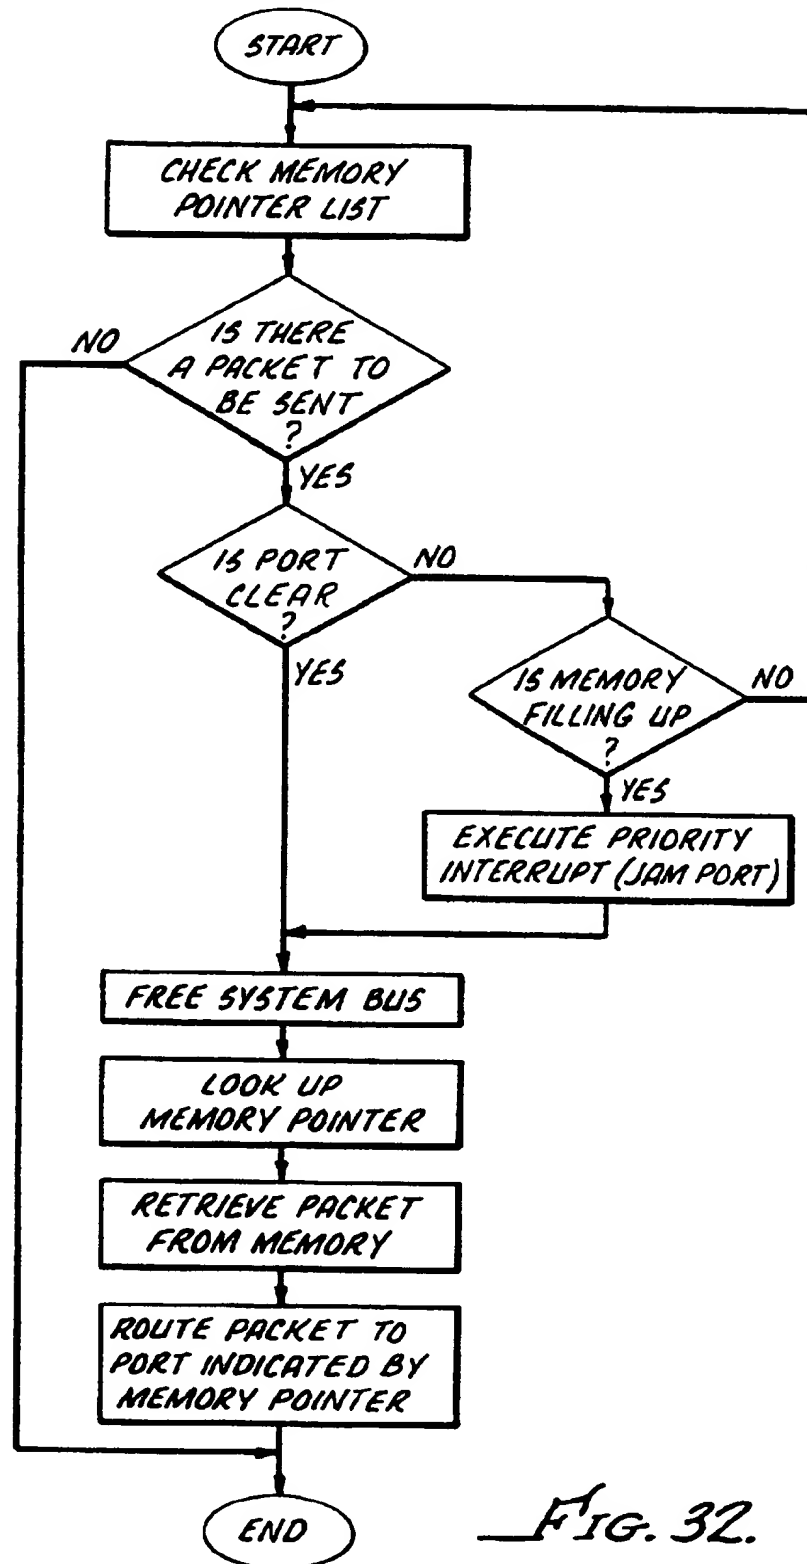 START
CHECK MEMORY
POINTER LIST
NO
IS THERE
A PACKET TO
BE SENT
?
YES
IS PORT
CLEAR
?
NO
YES
IS MEMORY
FILLING UP
?
NO
YES
EXECUTE PRIORITY
INTERRUPT (JAM PORT)
FREE SYSTEM BUS
LOOK UP
MEMORY POINTER
RETRIEVE PACKET
FROM MEMORY
ROUTE PACKET TO
PORT INDICATED BY
MEMORY POINTER
END
FIG. 32.